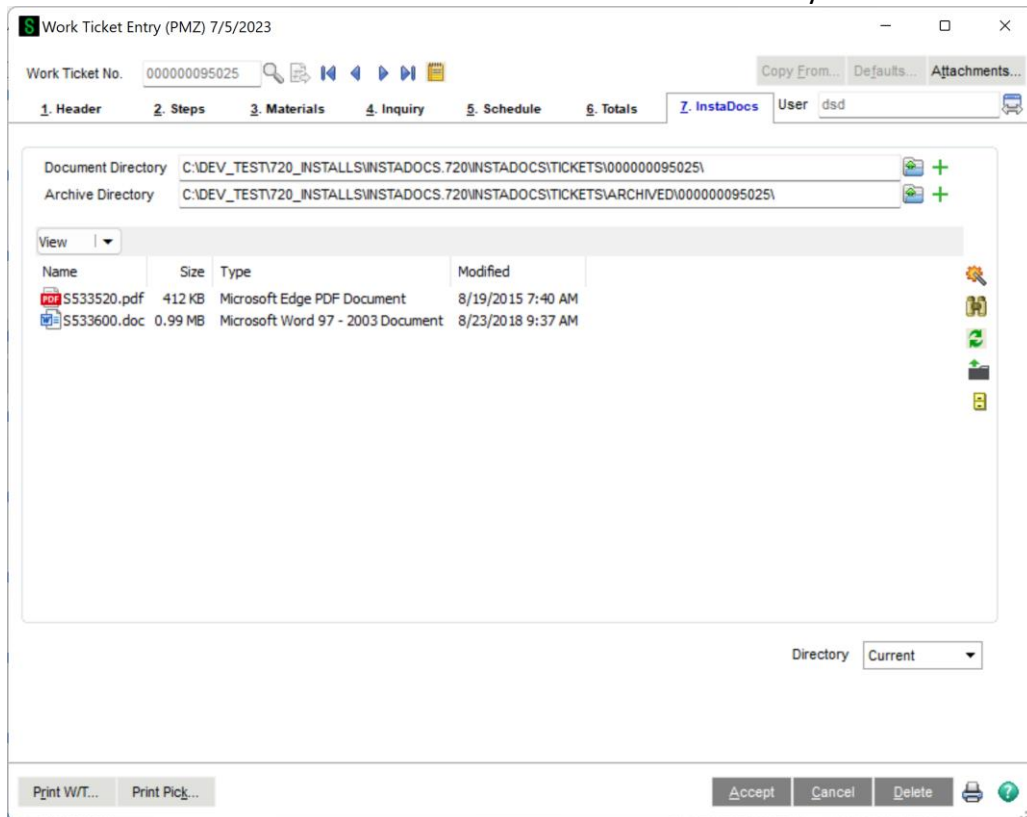 Work Ticket Entry (PMZ) 7/5/2023
Work Ticket No. 000000095025 Copy From... Defaults... Attachments...
1. Header 2. Steps 3. Materials 4. Inquiry 5. Schedule 6. Totals 7. InstaDocs User dsd
Document Directory C:\DEV_TEST\720_INSTALLS\INSTADOCS.720\INSTADOCS\TICKETS\000000095025\
Archive Directory C:\DEV_TEST\720_INSTALLS\INSTADOCS.720\INSTADOCS\TICKETS\ARCHIVED\000000095025\
View
Name Size Type Modified
PDF S533520.pdf 412 KB Microsoft Edge PDF Document 8/19/2015 7:40 AM
S533600.doc 0.99 MB Microsoft Word 97 - 2003 Document 8/23/2018 9:37 AM
Directory Current
Print W/T... Print Pick... Accept Cancel Delete